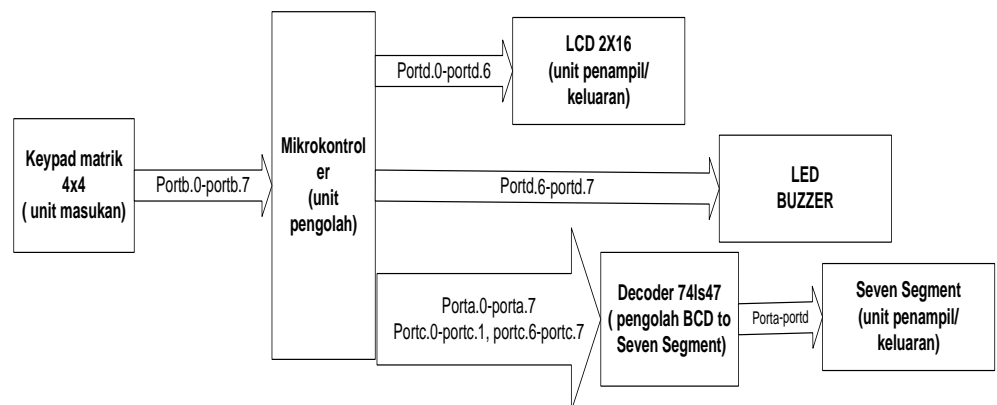 Keypad matrik
4x4
( unit masukan)
Portb.0-portb.7
Mikrokontrol
er
(unit
pengolah)
Portd.0-portd.6
LCD 2X16
(unit penampil/
keluaran)
Portd.6-portd.7
LED
BUZZER
Porta.0-porta.7
Portc.0-portc.1, portc.6-portc.7
Decoder 74ls47
( pengolah BCD to
Seven Segment)
Porta-portd
Seven Segment
(unit penampil/
keluaran)